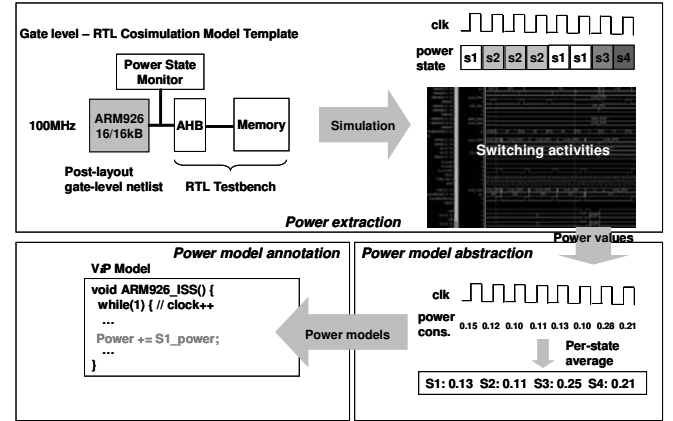 Gate level – RTL Cosimulation Model Template
clk
power state
s1 s2 s2 s2 s1 s1 s3 s4
Power State Monitor
100MHz
ARM926 16/16kB
AHB
Memory
Simulation
Switching activities
Post-layout gate-level netlist
RTL Testbench
Power extraction
Power values
Power model annotation
Power model abstraction
ViP Model
void ARM926_ISS() {
while(1) { // clock++
...
Power += S1_power;
...
}
Power models
clk
power cons.
0.15 0.12 0.10 0.11 0.13 0.10 0.28 0.21
Per-state average
S1: 0.13 S2: 0.11 S3: 0.25 S4: 0.21